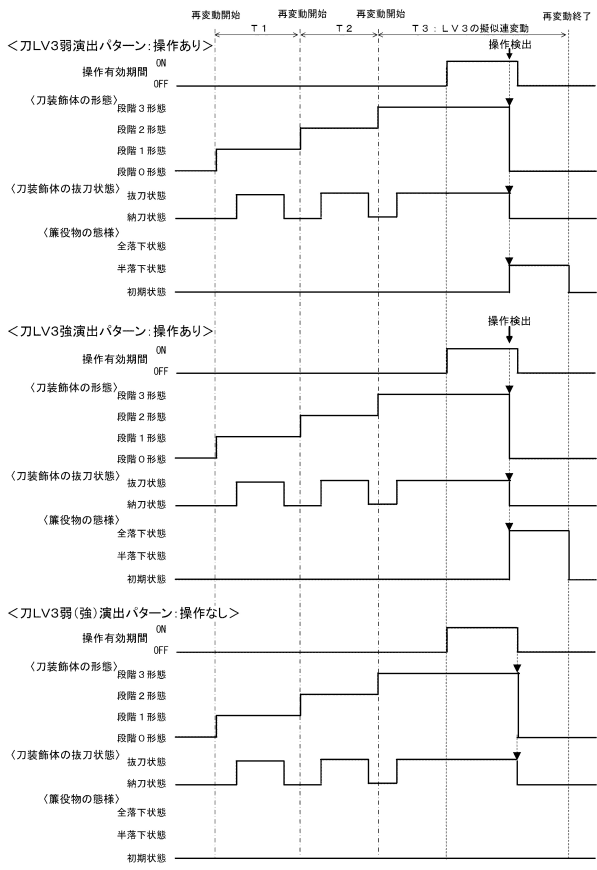 再変動開始 再変動開始 再変動開始 再変動終了
T1 T2 T3：LV3の擬似連変動
＜刀LV3弱演出パターン：操作あり＞ 操作検出
操作有効期間 ON
OFF
〈刀装飾体の形態〉
段階3形態
段階2形態
段階1形態
段階0形態
〈刀装飾体の抜刀状態〉
抜刀状態
納刀状態
〈簾役物の態様〉
全落下状態
半落下状態
初期状態
＜刀LV3強演出パターン：操作あり＞ 操作検出
操作有効期間 ON
OFF
〈刀装飾体の形態〉
段階3形態
段階2形態
段階1形態
段階0形態
〈刀装飾体の抜刀状態〉
抜刀状態
納刀状態
〈簾役物の態様〉
全落下状態
半落下状態
初期状態
＜刀LV3弱（強）演出パターン：操作なし＞
操作有効期間 ON
OFF
〈刀装飾体の形態〉
段階3形態
段階2形態
段階1形態
段階0形態
〈刀装飾体の抜刀状態〉
抜刀状態
納刀状態
〈簾役物の態様〉
全落下状態
半落下状態
初期状態